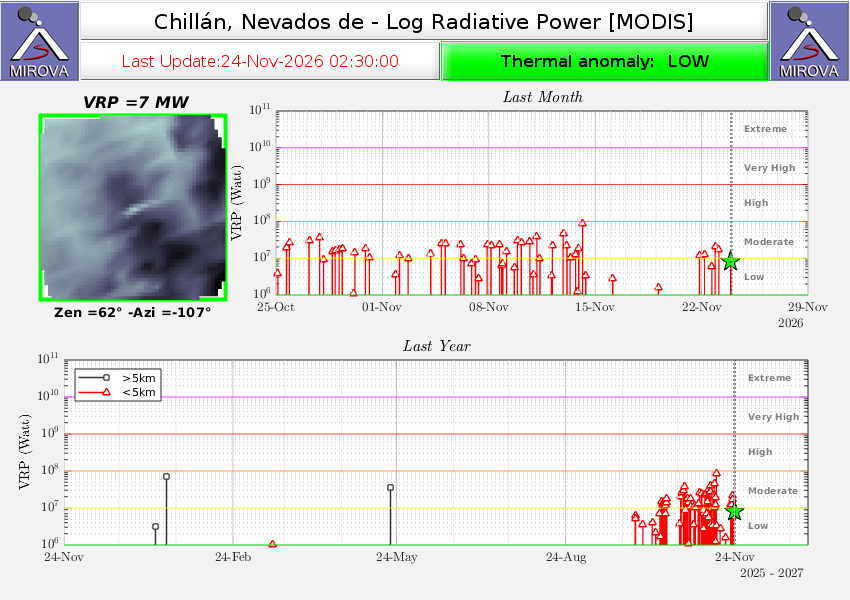 Chillán, Nevados de - Log Radiative Power [MODIS]
MIROVA
Last Update:24-Nov-2026 02:30:00
Thermal anomaly: LOW
MIROVA
VRP =7 MW
Zen =62° -Azi =-107°
Last Month
VRP (Watt)
10¹¹
10¹⁰
10⁹
10⁸
10⁷
10⁶
Extreme
Very High
High
Moderate
Low
25-Oct 01-Nov 08-Nov 15-Nov 22-Nov 29-Nov
2026
Last Year
VRP (Watt)
10¹¹
10¹⁰
10⁹
10⁸
10⁷
10⁶
>5km
<5km
Extreme
Very High
High
Moderate
Low
24-Nov 24-Feb 24-May 24-Aug 24-Nov
2025 - 2027